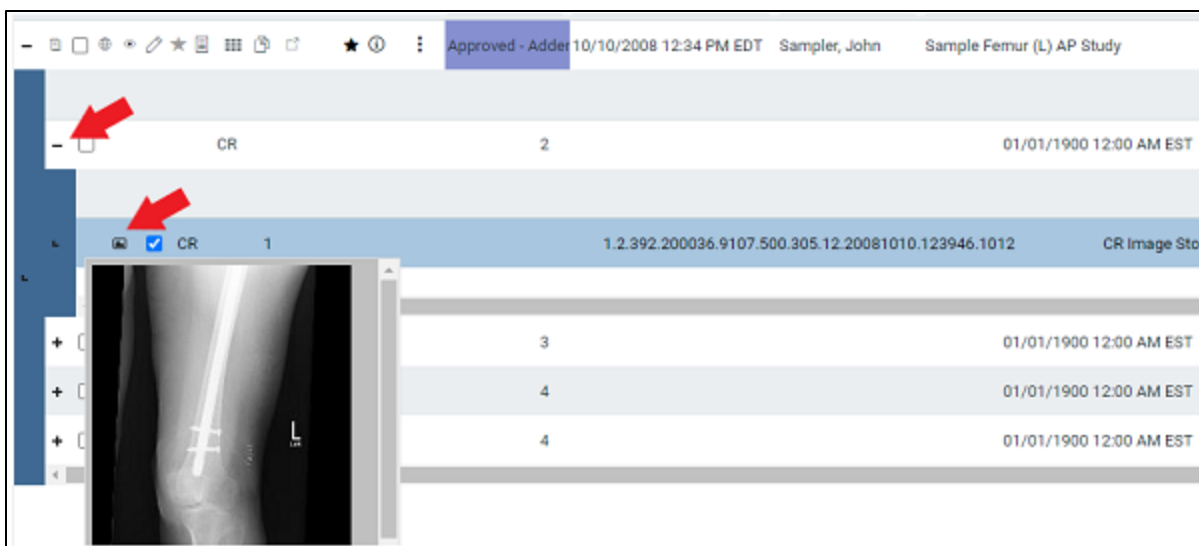 Approved - Adder 10/10/2008 12:34 PM EDT Sampler, John Sample Femur (L) AP Study
CR 2 01/01/1900 12:00 AM EST
CR 1 1.2.392.200036.9107.500.305.12.20081010.123946.1012 CR Image Sto
3 01/01/1900 12:00 AM EST
4 01/01/1900 12:00 AM EST
L
4 01/01/1900 12:00 AM EST